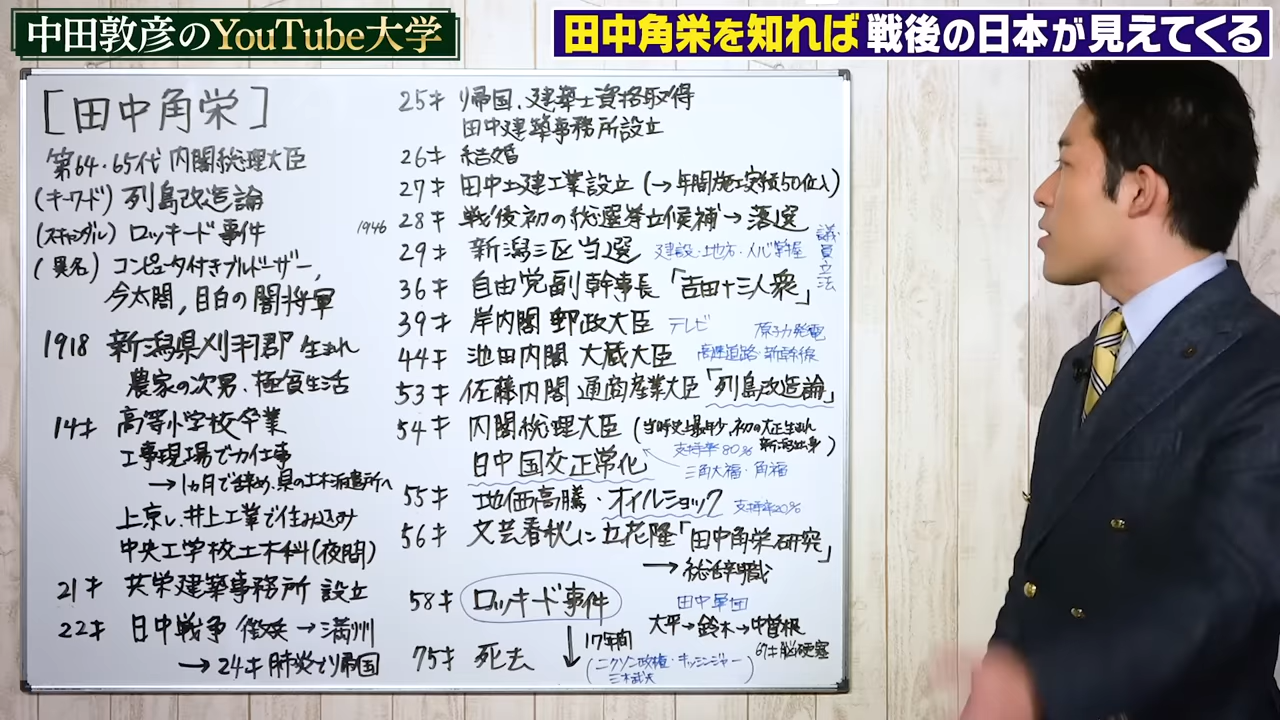 中田敦彦のYouTube大学
田中角栄を知れば 戦後の日本が見えてくる
[田中角栄]
第64・65代 内閣総理大臣
(キーワード) 列島改造論
(スキャンダル) ロッキード事件
(異名) コンピュータ付きブルドーザー,
今太閤, 目白の闇将軍
1918 新潟県刈羽郡 生まれ
農家の次男、極貧生活
14才 高等小学校卒業
工事現場で力仕事
→1カ月で辞め、県の土木派遣所へ
上京し、井上工業で住み込み
中央工学校土木科(夜間)
21才 共栄建築事務所 設立
22才 日中戦争 徴兵→満州
→24才 肺炎で帰国
25才 帰国、建築士資格取得
田中建築事務所設立
26才 結婚
27才 田中土建工業設立 (→年間施工実績50位入)
1946 28才 戦後初の総選挙立候補→落選
29才 新潟三区当選 建設・地方・人心掌握
議員立法
36才 自由党副幹事長「吉田十三人衆」
39才 岸内閣 郵政大臣 テレビ
原子力発電
44才 池田内閣 大蔵大臣 高速道路・新幹線
53才 佐藤内閣 通商産業大臣「列島改造論」
54才 内閣総理大臣 (当時史上最年少、初の大正生まれ
新潟出身)
支持率80%
日中国交正常化 三角大福・角福
55才 地価高騰・オイルショック 支持率20%
56才 文芸春秋に立花隆「田中角栄研究」
→総辞職
58才 ロッキード事件
田中軍団
大平→鈴木→中曽根
17年間
67才脳梗塞
75才 死去
(ニクソン政権・キッシンジャー)
三木武夫